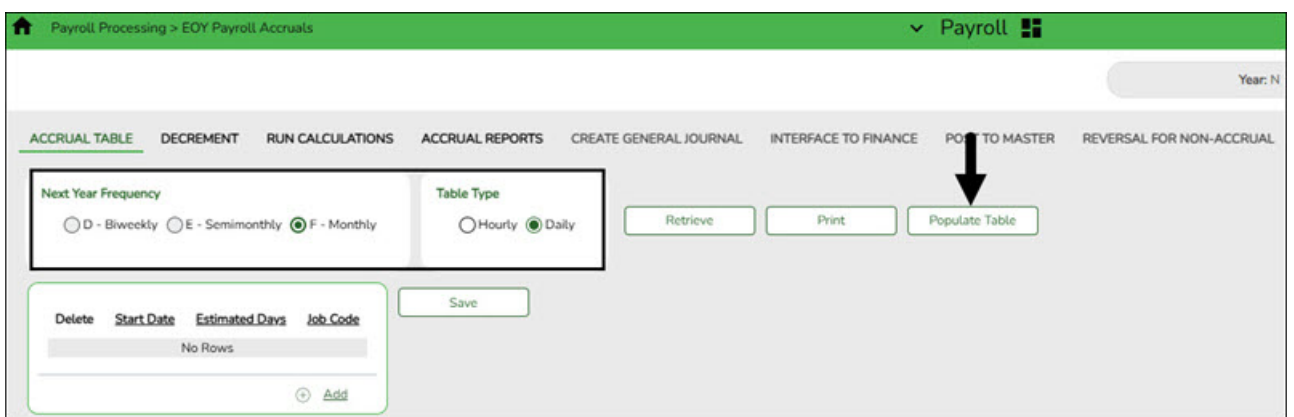 Payroll Processing > EOY Payroll Accruals
Payroll
Year: N
ACCRUAL TABLE DECREMENT RUN CALCULATIONS ACCRUAL REPORTS CREATE GENERAL JOURNAL INTERFACE TO FINANCE POST TO MASTER REVERSAL FOR NON-ACCRUAL
Next Year Frequency
D - Biweekly E - Semimonthly F - Monthly
Table Type
Hourly Daily
Retrieve Print Populate Table
Save
Delete Start Date Estimated Days Job Code
No Rows
Add